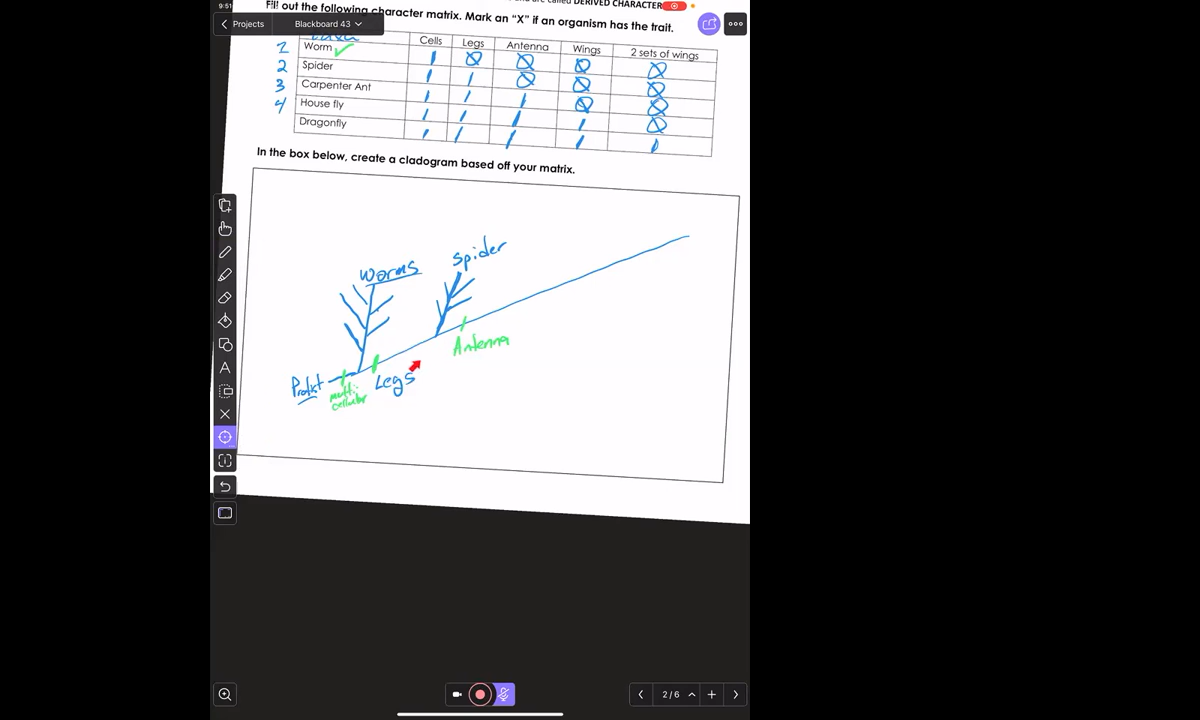 9:51
and are called DERIVED CHARACTER
Fill out the following character matrix. Mark an "X" if an organism has the trait.
Projects
Blackboard 43
Cells Legs Antenna Wings 2 sets of wings
1 Worm
2 Spider
3 Carpenter Ant
4 House fly
Dragonfly
In the box below, create a cladogram based off your matrix.
worms
spider
Antenna
Protist
Legs
multi
cellular
A
2 / 6